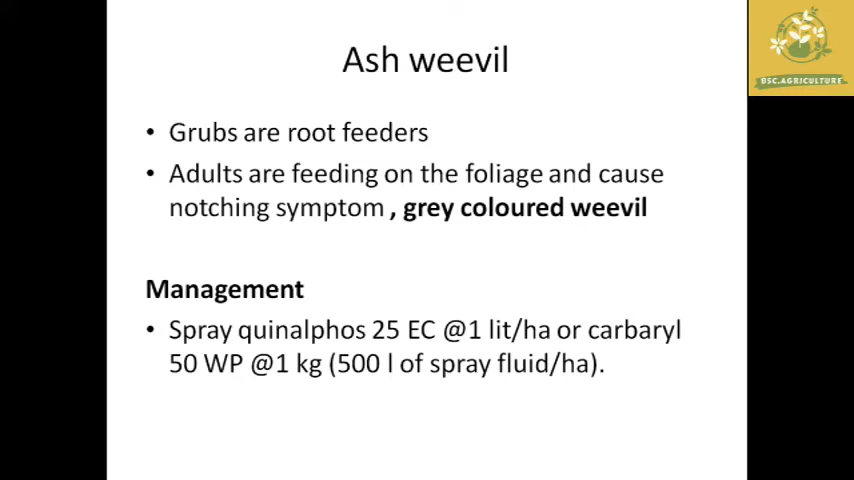 Ash weevil
BSC.AGRICULTURE
• Grubs are root feeders
• Adults are feeding on the foliage and cause
notching symptom , grey coloured weevil
Management
• Spray quinalphos 25 EC @1 lit/ha or carbaryl
50 WP @1 kg (500 l of spray fluid/ha).